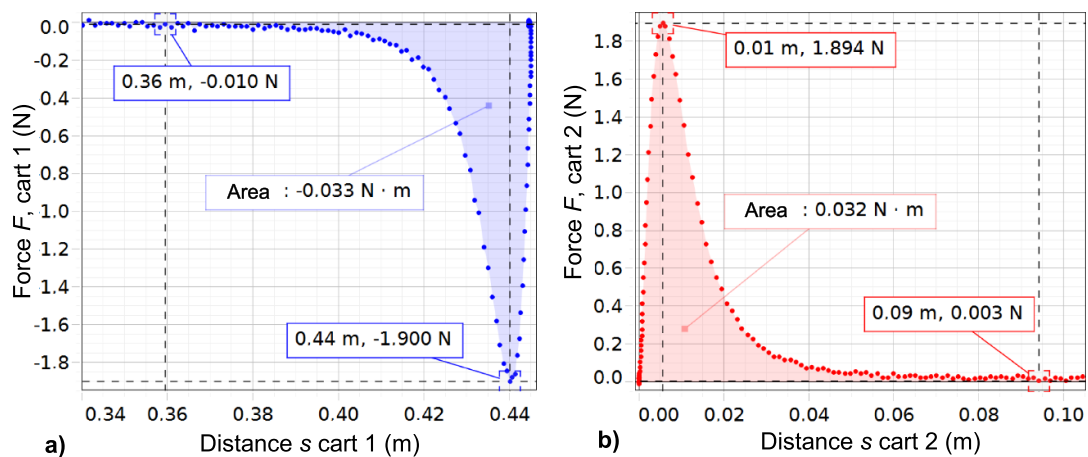 Force F, cart 1 (N)
0.0
-0.2
0.4
0.6
0.8
-1.0
-1.2
-1.4
-1.6
-1.8
0.36 m, -0.010 N
Area : -0.033 N · m
0.44 m, -1.900 N
0.34 0.36 0.38 0.40 0.42 0.44
a)
Distance s cart 1 (m)
Force F, cart 2 (N)
1.8
1.6
1.4
1.2
1.0
0.8
0.6
0.4
0.2
0.0
0.01 m, 1.894 N
Area : 0.032 N · m
0.09 m, 0.003 N
0.00 0.02 0.04 0.06 0.08 0.10
b)
Distance s cart 2 (m)